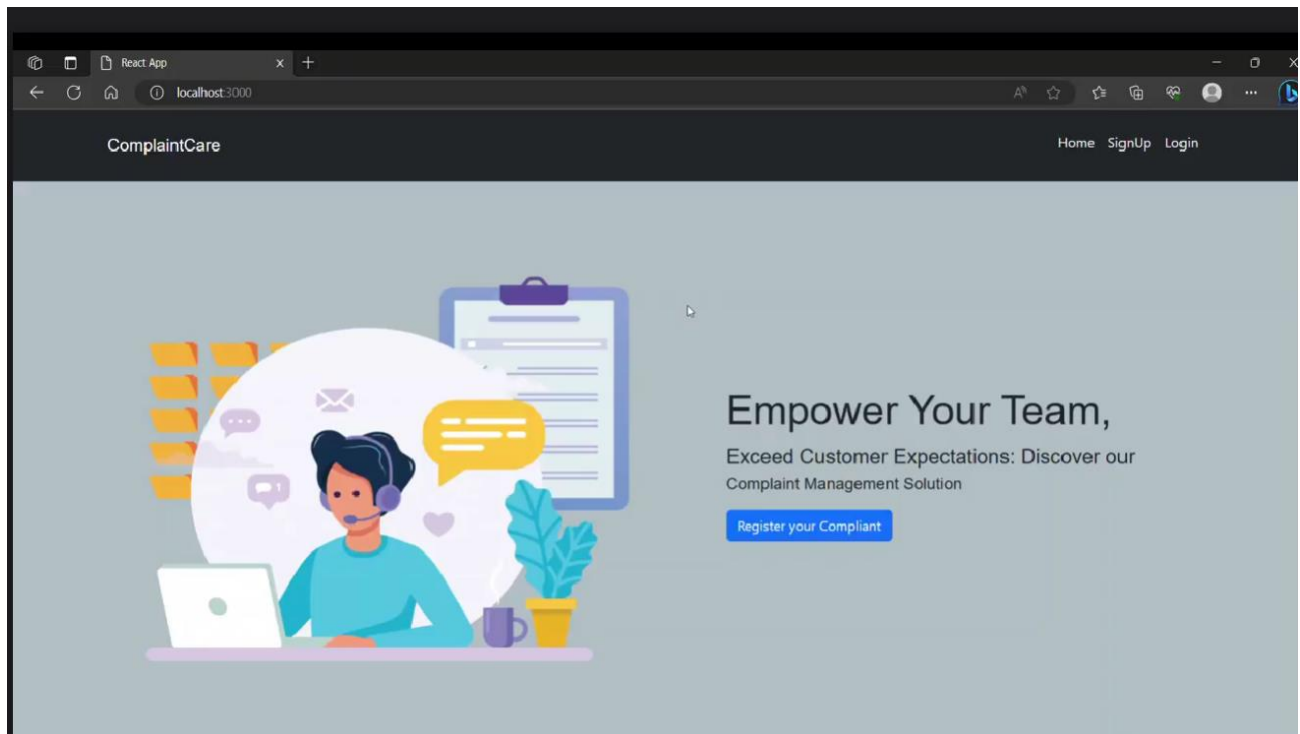 React App
localhost:3000
ComplaintCare
Home SignUp Login
Empower Your Team,
Exceed Customer Expectations: Discover our
Complaint Management Solution
Register your Compliant